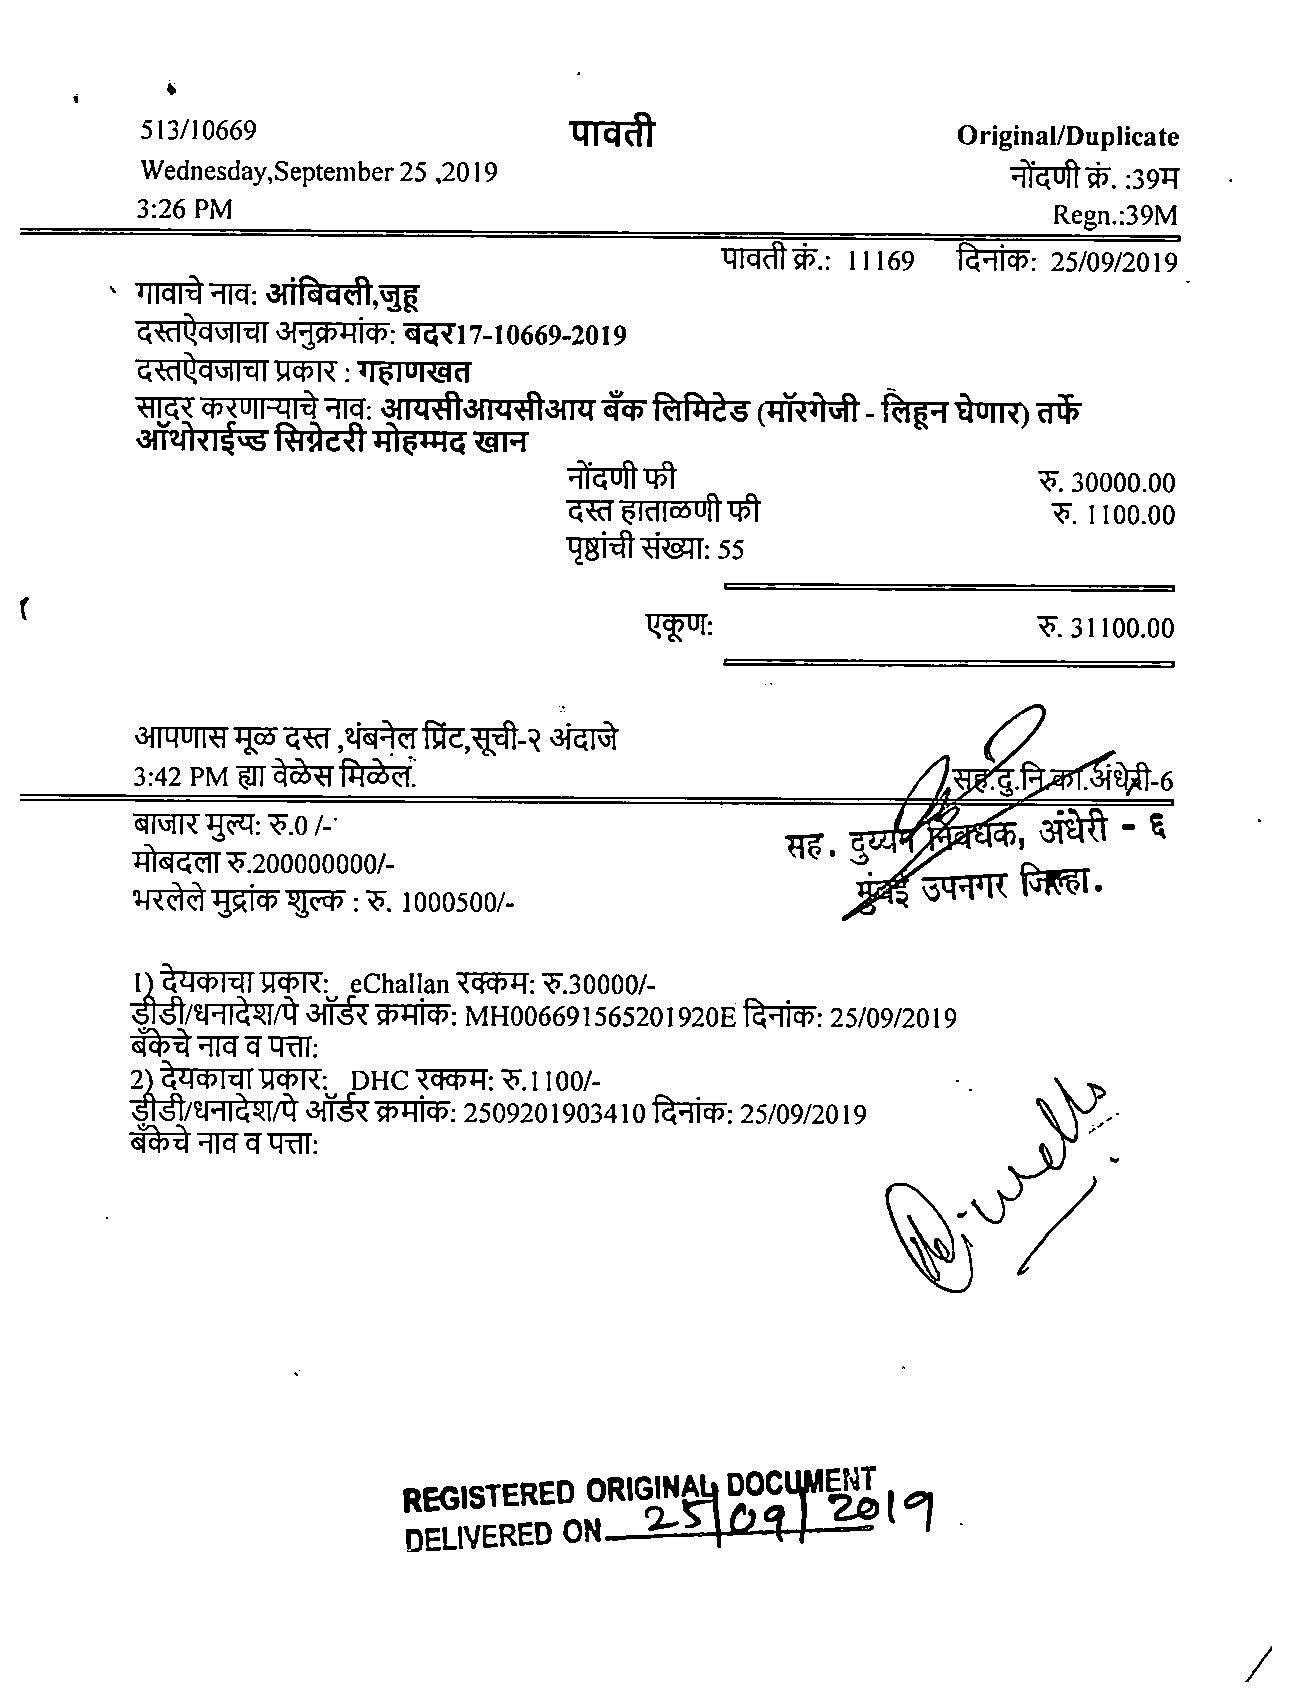 513/10669
पावती
Original/Duplicate
Wednesday,September 25 ,2019
नोंदणी क्रं. :39म
3:26 PM
Regn.:39M
पावती क्रं.: 11169 दिनांक: 25/09/2019
गावाचे नाव: आंबिवली,जुहू
दस्तऐवजाचा अनुक्रमांक: बदर17-10669-2019
दस्तऐवजाचा प्रकार : गहाणखत
सादर करणाऱ्याचे नाव: आयसीआयसीआय बँक लिमिटेड (मॉरगेजी - लिहून घेणार) तर्फे
ऑथोराईज्ड सिग्नेटरी मोहम्मद खान
नोंदणी फी रु. 30000.00
दस्त हाताळणी फी रु. 1100.00
पृष्ठांची संख्या: 55
एकूण: रु. 31100.00
आपणास मूळ दस्त ,थंबनेल प्रिंट,सूची-२ अंदाजे
3:42 PM ह्या वेळेस मिळेल.
सह.दु.नि.का.अंधेरी-6
बाजार मुल्य: रु.0 /-
सह. दुय्यम निबंधक, अंधेरी - ६
मोबदला रु.200000000/-
मुंबई उपनगर जिल्हा.
भरलेले मुद्रांक शुल्क : रु. 1000500/-
1) देयकाचा प्रकार: eChallan रक्कम: रु.30000/-
डीडी/धनादेश/पे ऑर्डर क्रमांक: MH006691565201920E दिनांक: 25/09/2019
बँकेचे नाव व पत्ता:
2) देयकाचा प्रकार: DHC रक्कम: रु.1100/-
डीडी/धनादेश/पे ऑर्डर क्रमांक: 2509201903410 दिनांक: 25/09/2019
बँकेचे नाव व पत्ता:
REGISTERED ORIGINAL DOCUMENT
DELIVERED ON 25/09/2019